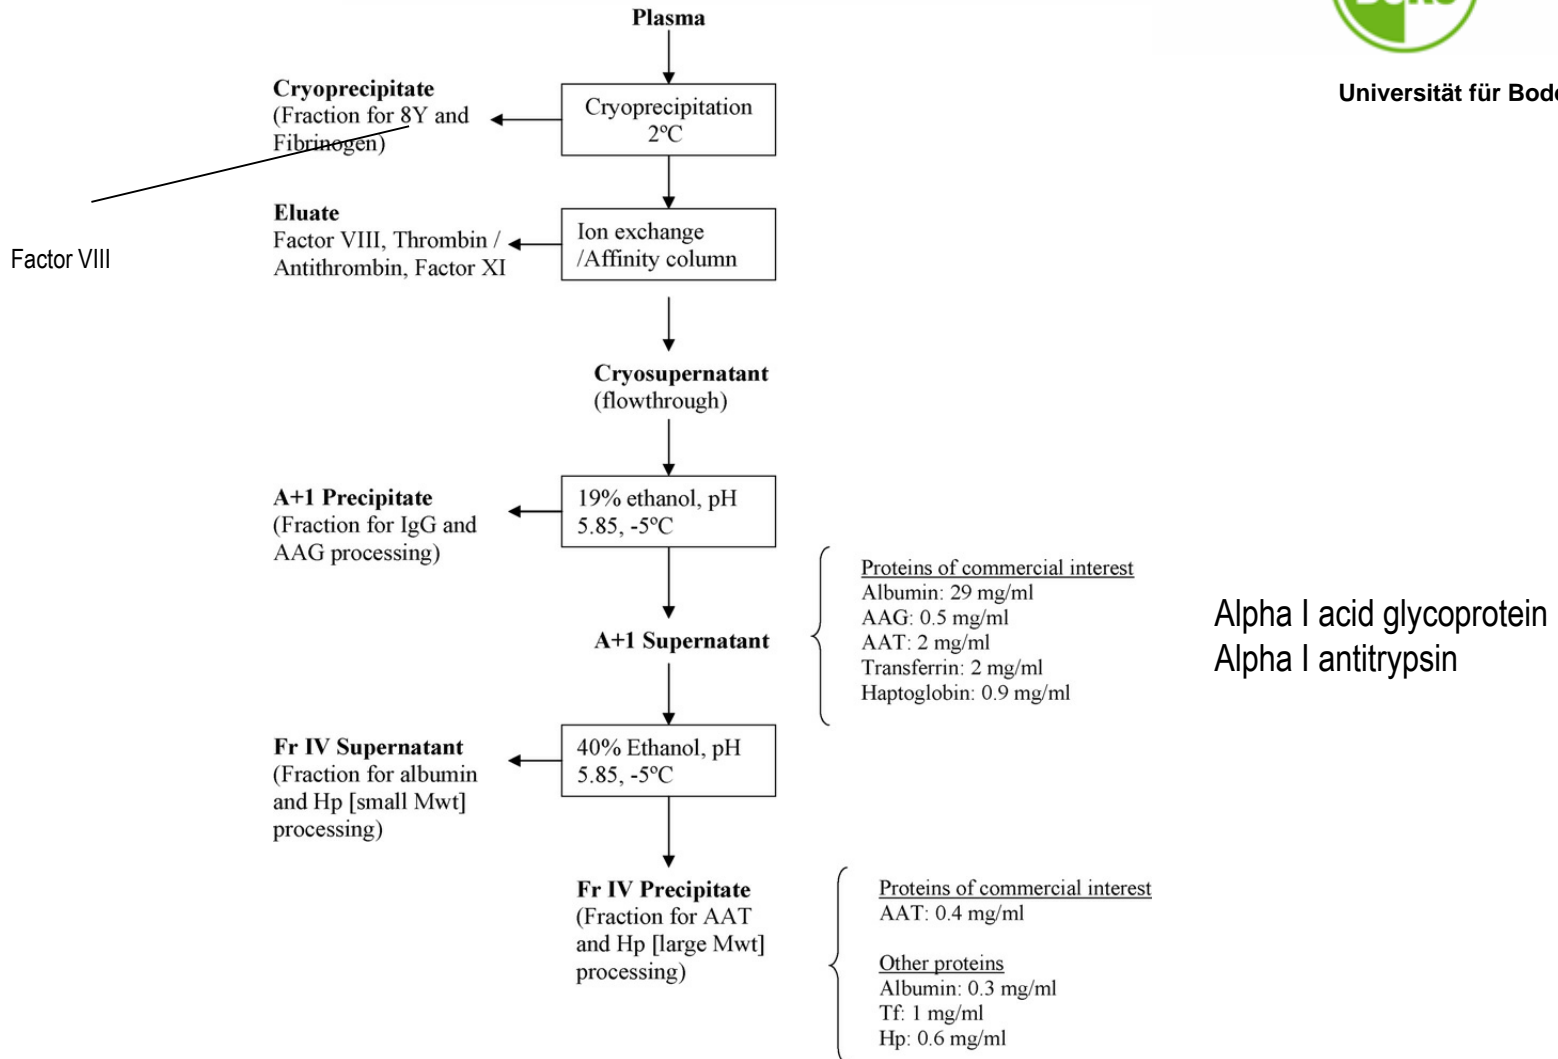 Plasma
Cryoprecipitate
(Fraction for 8Y and
Fibrinogen)
Cryoprecipitation
2°C
Universität für Bod
Factor VIII
Eluate
Factor VIII, Thrombin /
Antithrombin, Factor XI
Ion exchange
/Affinity column
Cryosupernatant
(flowthrough)
A+1 Precipitate
(Fraction for IgG and
AAG processing)
19% ethanol, pH
5.85, -5°C
A+1 Supernatant
Proteins of commercial interest
Albumin: 29 mg/ml
AAG: 0.5 mg/ml
AAT: 2 mg/ml
Transferrin: 2 mg/ml
Haptoglobin: 0.9 mg/ml
Alpha I acid glycoprotein
Alpha I antitrypsin
Fr IV Supernatant
(Fraction for albumin
and Hp [small Mwt]
processing)
40% Ethanol, pH
5.85, -5°C
Fr IV Precipitate
(Fraction for AAT
and Hp [large Mwt]
processing)
Proteins of commercial interest
AAT: 0.4 mg/ml
Other proteins
Albumin: 0.3 mg/ml
Tf: 1 mg/ml
Hp: 0.6 mg/ml